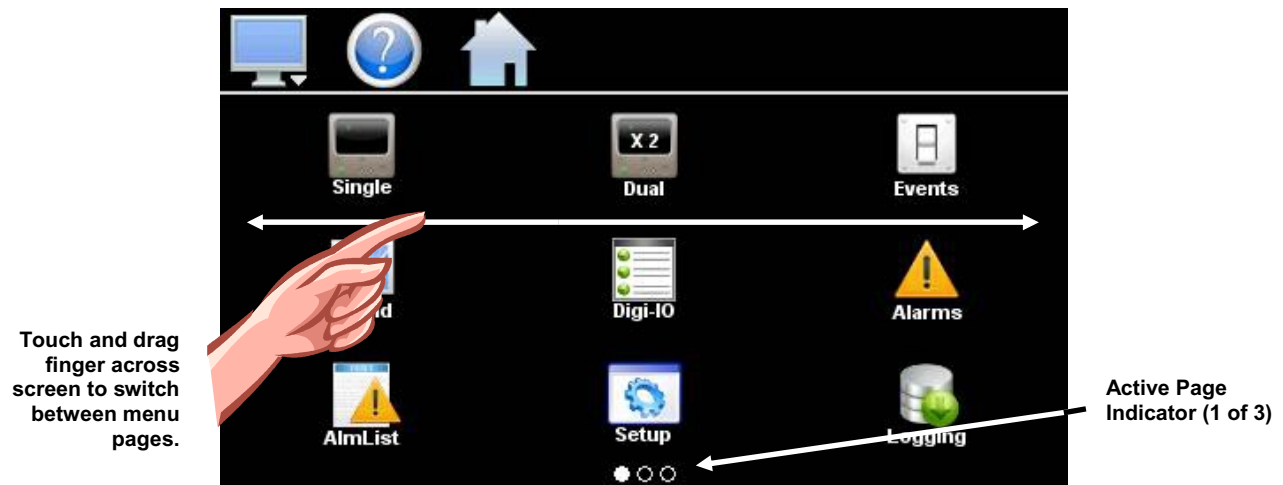 X 2
Single
Dual
Events
Digi-IO
Alarms
AlmList
Setup
Logging
Touch and drag
finger across
screen to switch
between menu
pages.
Active Page
Indicator (1 of 3)